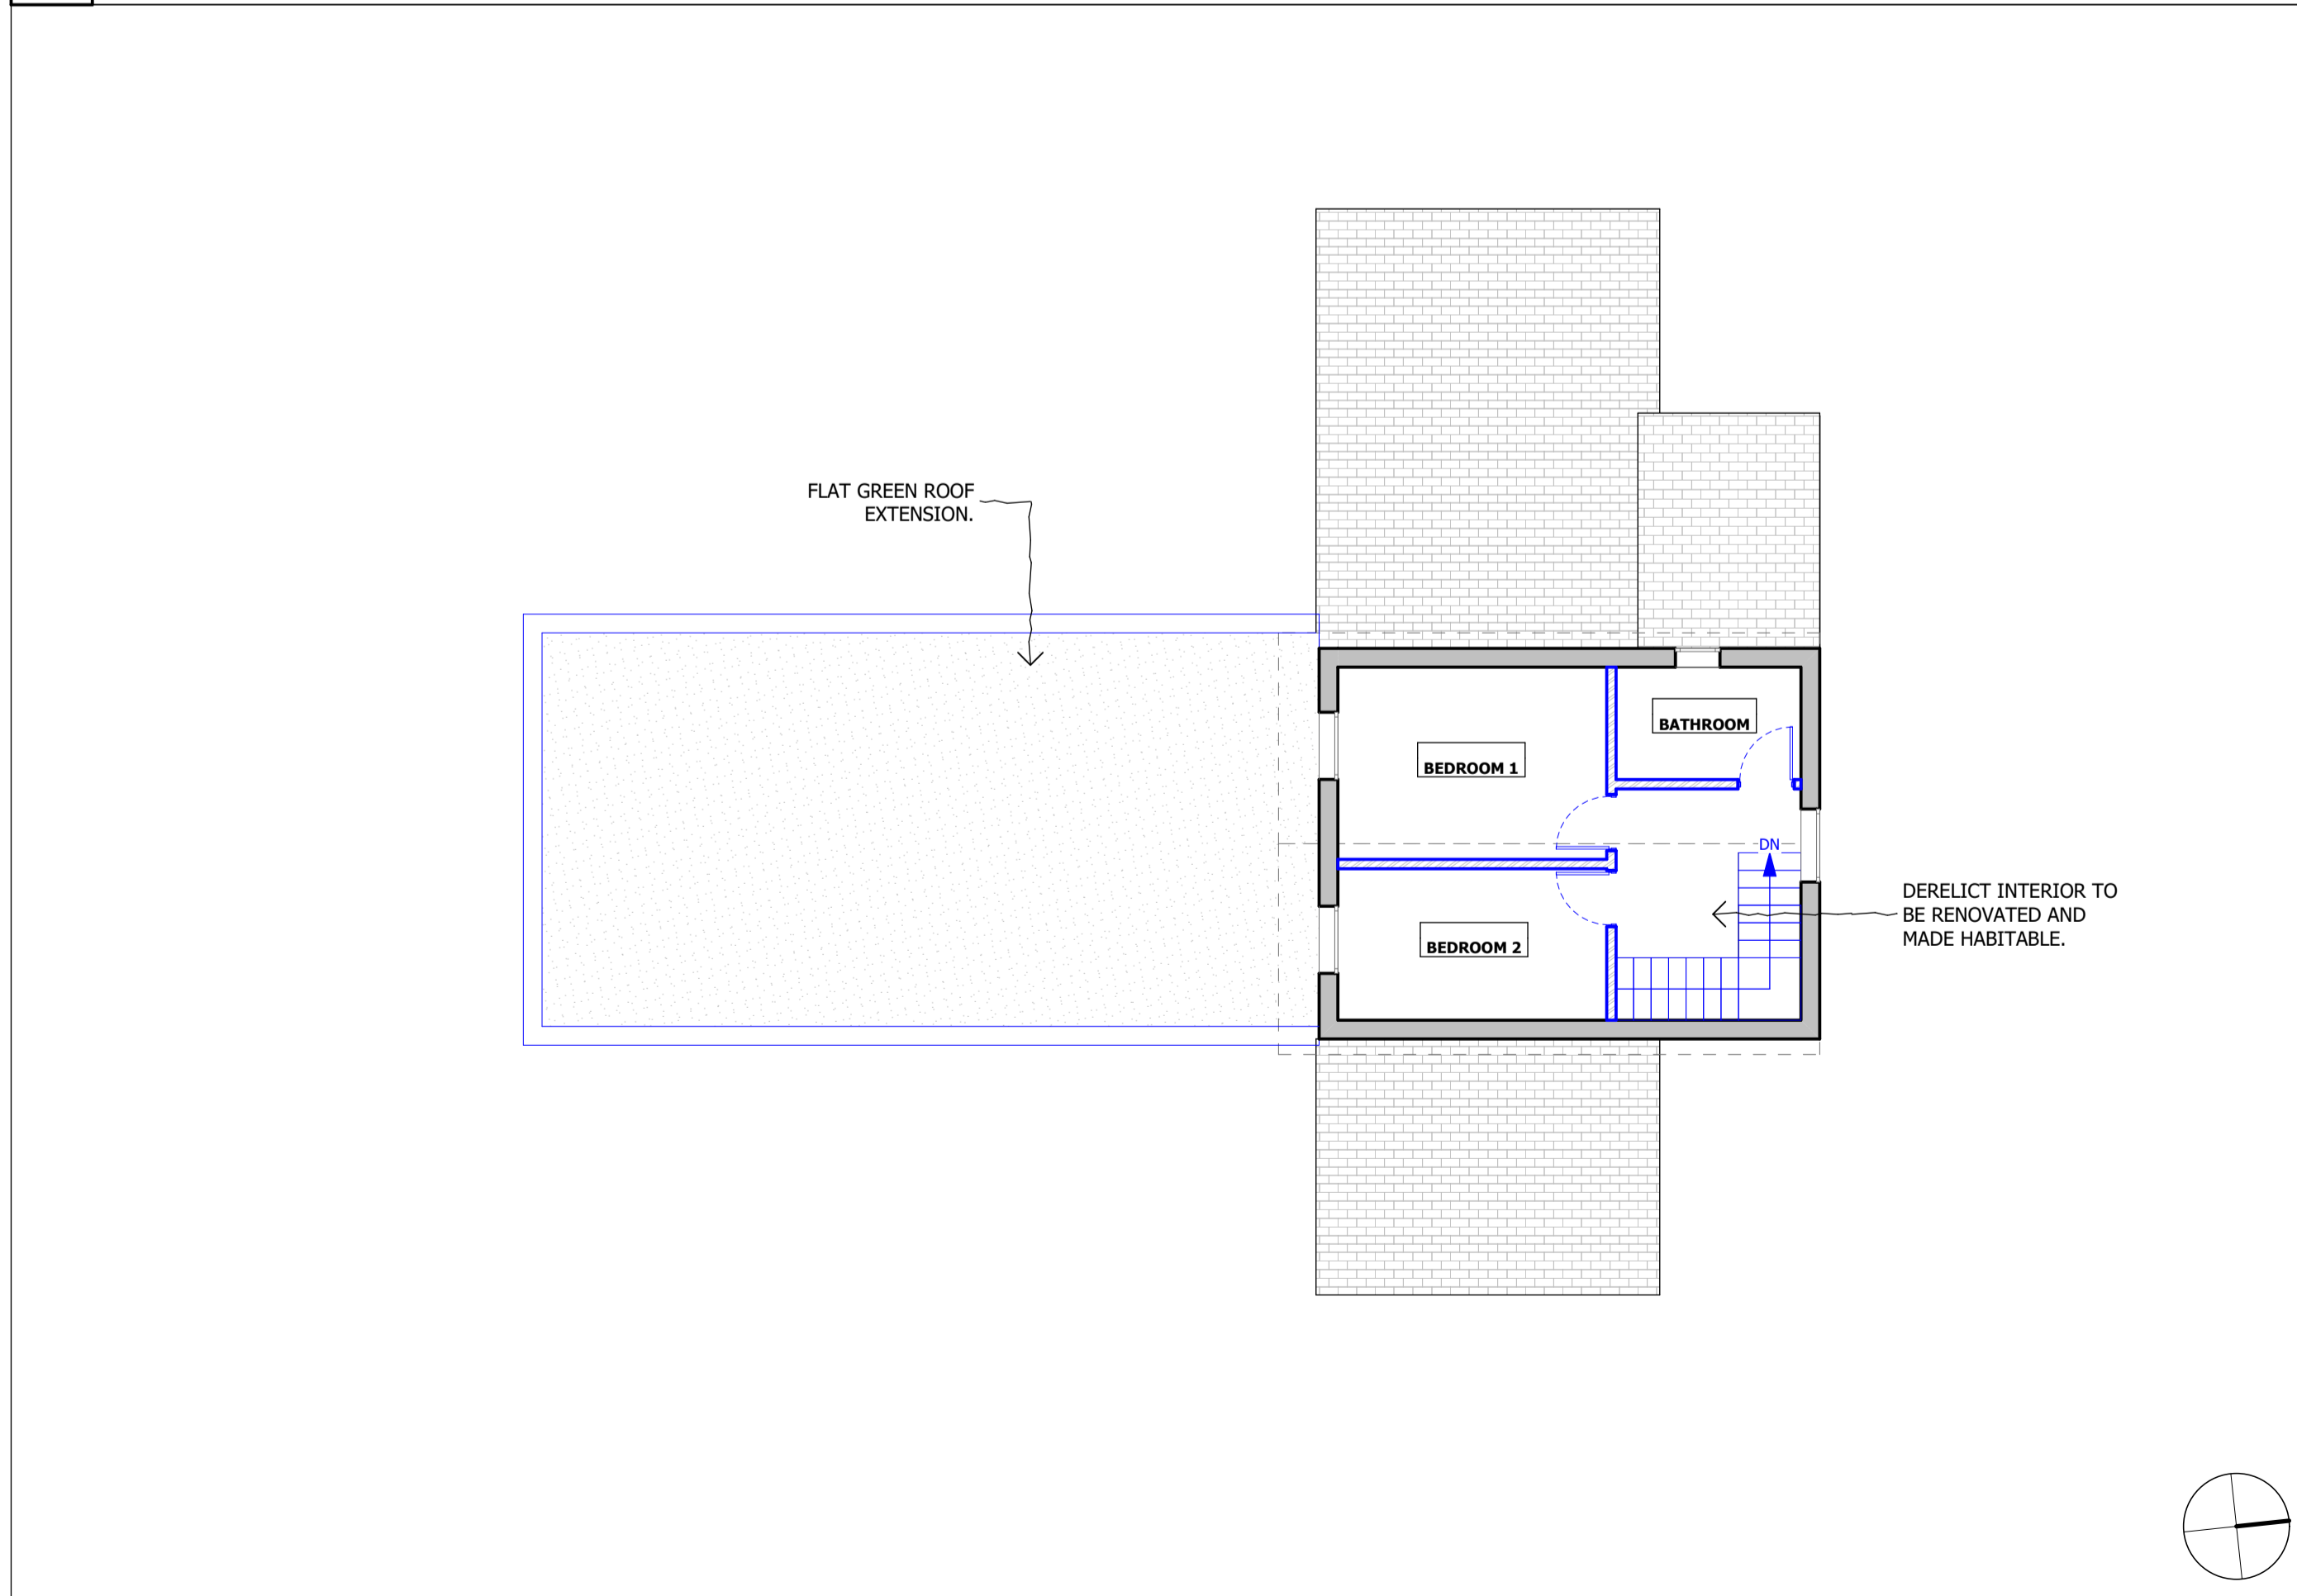 FLAT GREEN ROOF
EXTENSION.
BATHROOM
BEDROOM 1
DN
DERELICT INTERIOR TO
BE RENOVATED AND
MADE HABITABLE.
BEDROOM 2